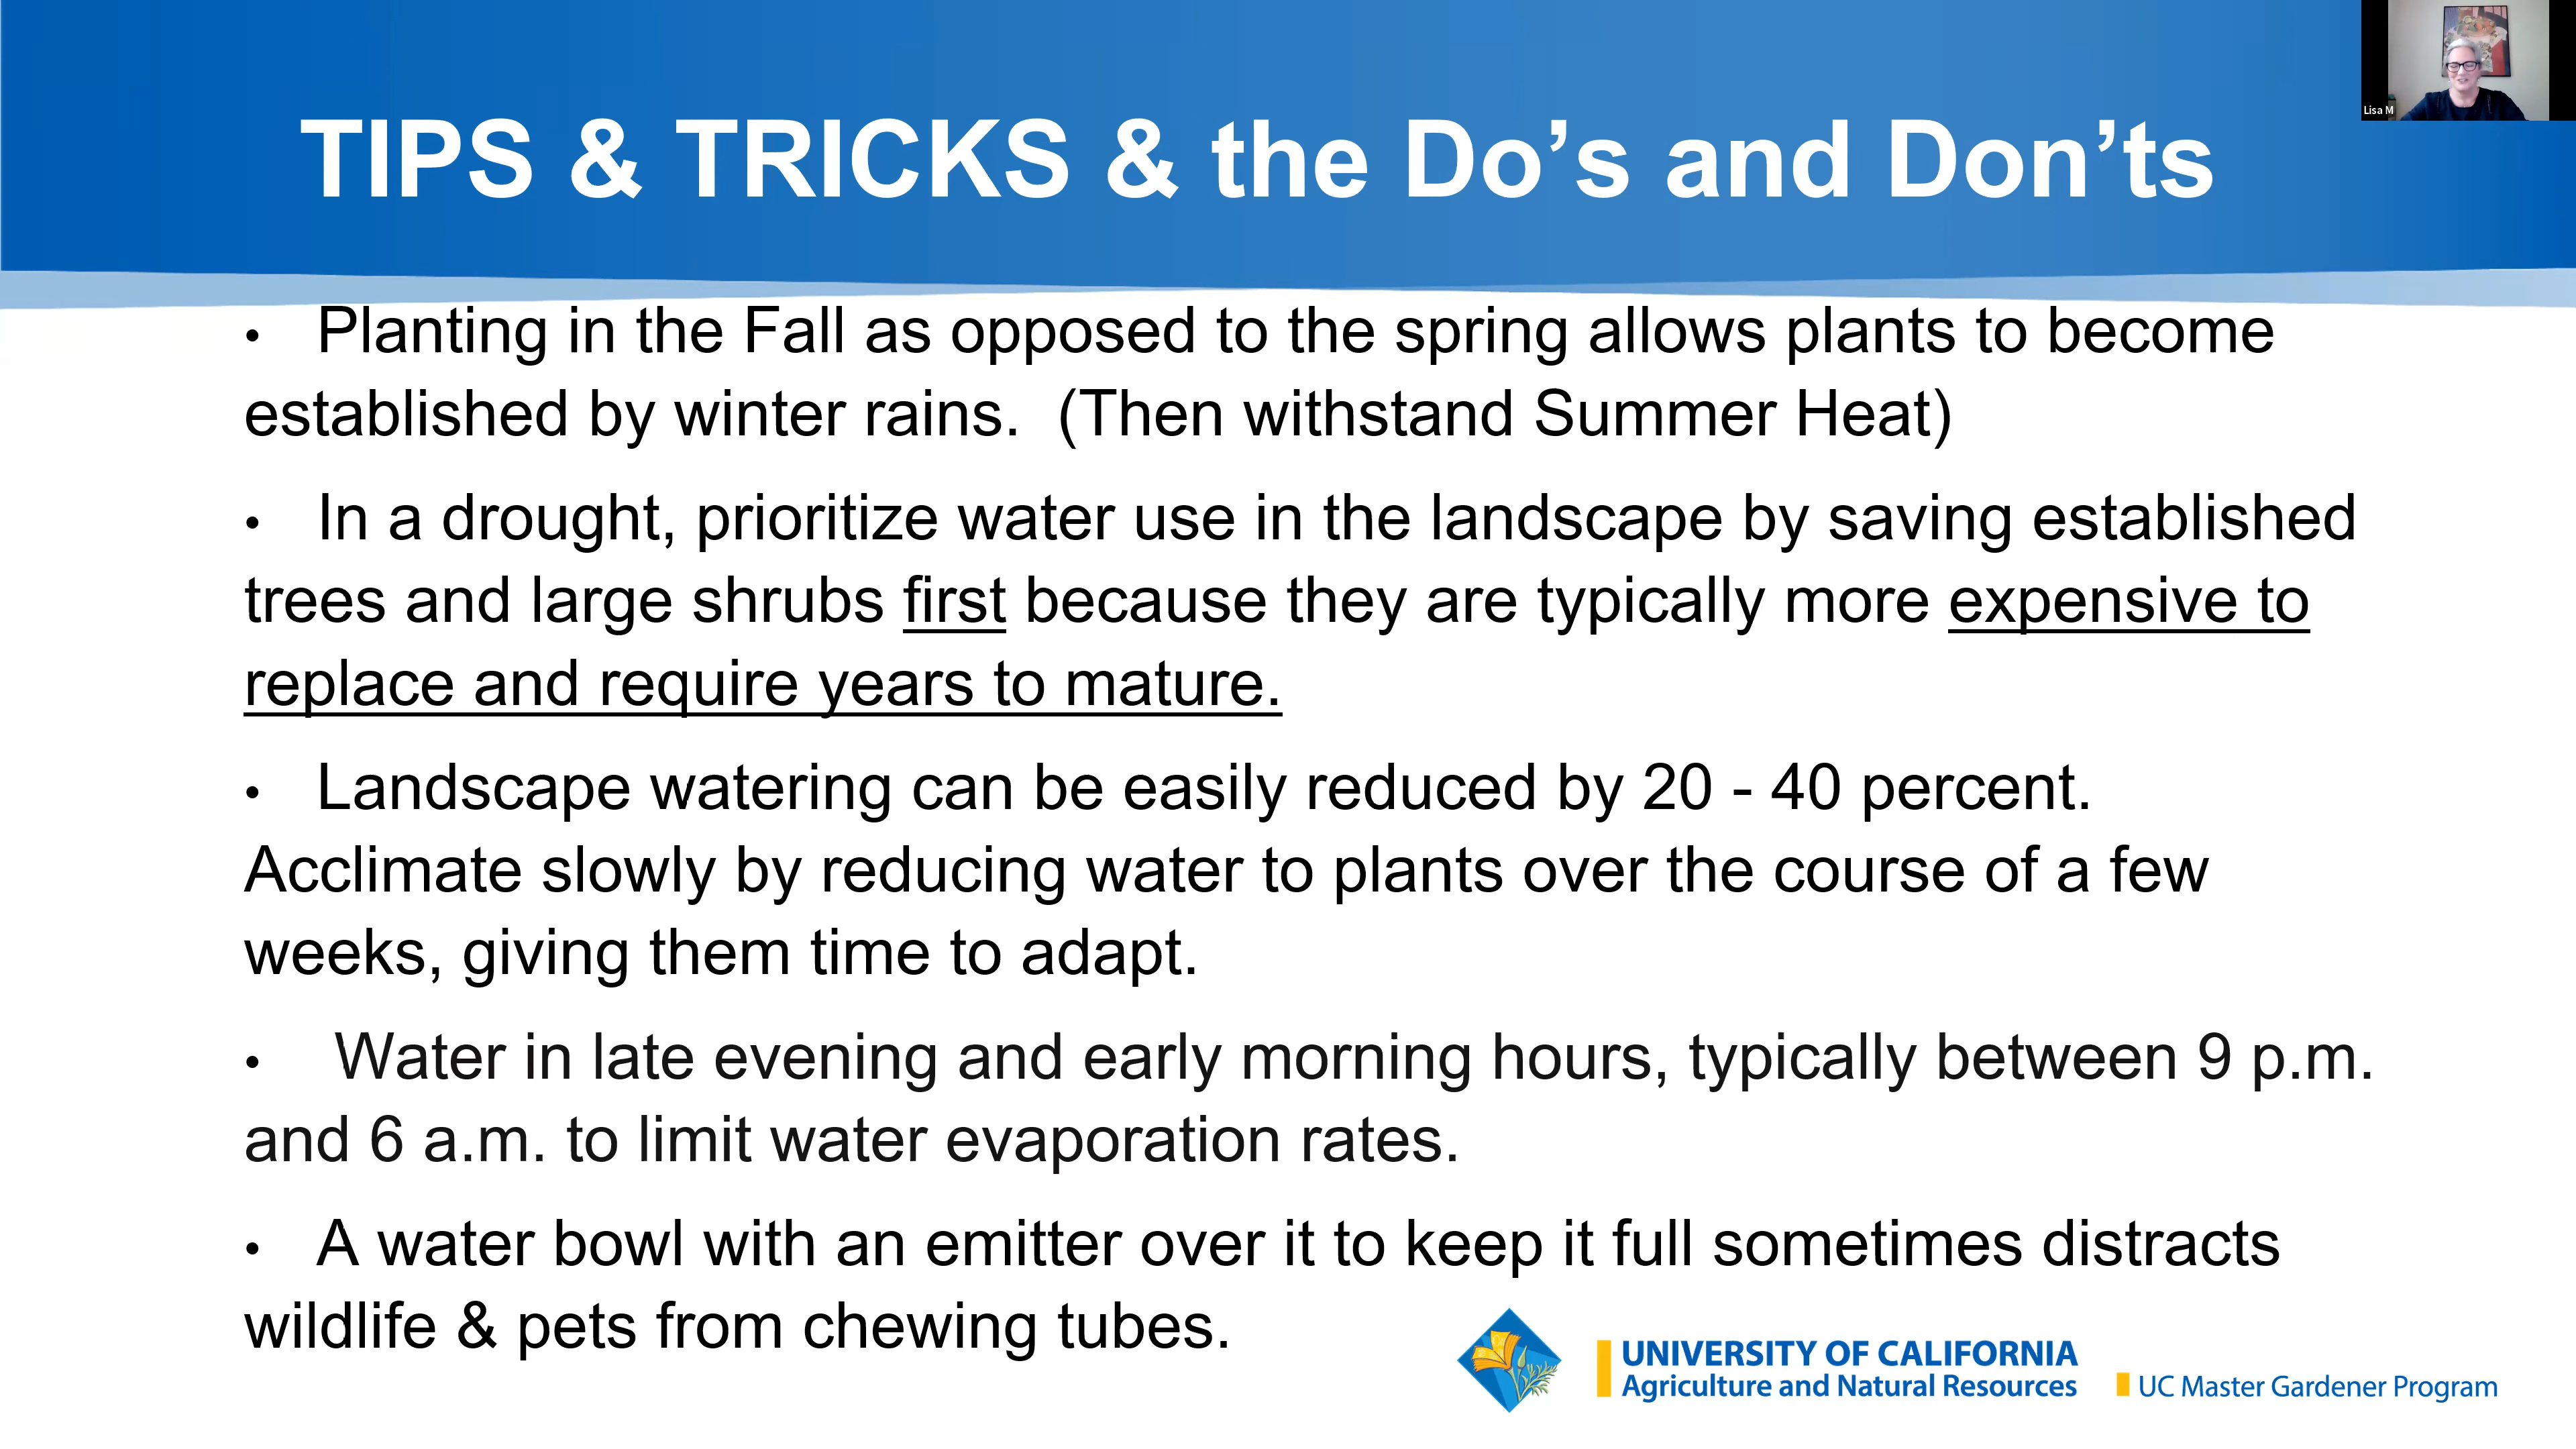 Lisa M
TIPS & TRICKS & the Do’s and Don’ts
• Planting in the Fall as opposed to the spring allows plants to become
established by winter rains.  (Then withstand Summer Heat)
• In a drought, prioritize water use in the landscape by saving established
trees and large shrubs first because they are typically more expensive to
replace and require years to mature.
• Landscape watering can be easily reduced by 20 - 40 percent.
Acclimate slowly by reducing water to plants over the course of a few
weeks, giving them time to adapt.
• Water in late evening and early morning hours, typically between 9 p.m.
and 6 a.m. to limit water evaporation rates.
• A water bowl with an emitter over it to keep it full sometimes distracts
wildlife & pets from chewing tubes.
UNIVERSITY OF CALIFORNIA
Agriculture and Natural Resources
UC Master Gardener Program